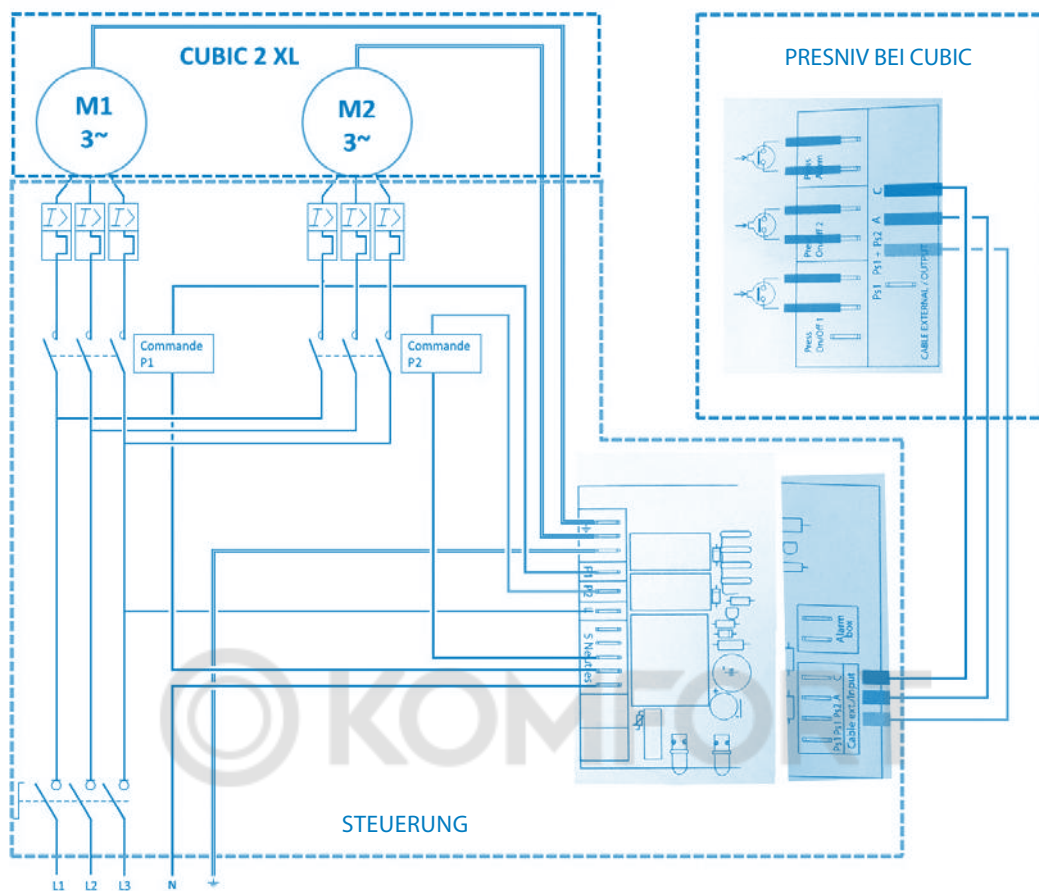 CUBIC 2 XL
M1
3~
M2
3~
PRESNIV BEI CUBIC
Press
Alarm
Press
On/Off 2
Press
On/Off 1
C
A
Ps1 + Ps2
Ps1
CABLE EXTERNAL / OUTPUT
I>
I>
I>
I>
I>
I>
Commande
P1
Commande
P2
P1
P2
L
5 Neutres
Alarm
box
Ps1 Ps1 Ps2 A C
Cable ext./Input
KOMFORT
STEUERUNG
L1
L2
L3
N